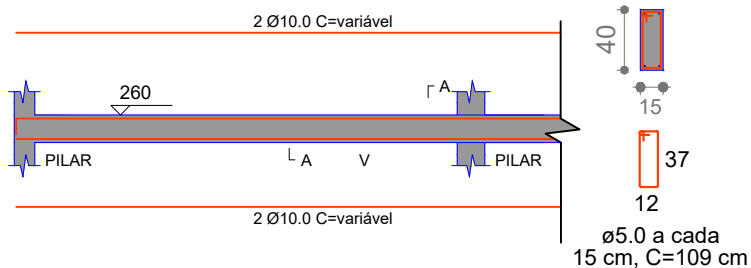 2 Ø10.0 C=variável
40
15
260
A
A
V
PILAR
PILAR
37
12
2 Ø10.0 C=variável
ø5.0 a cada
15 cm, C=109 cm